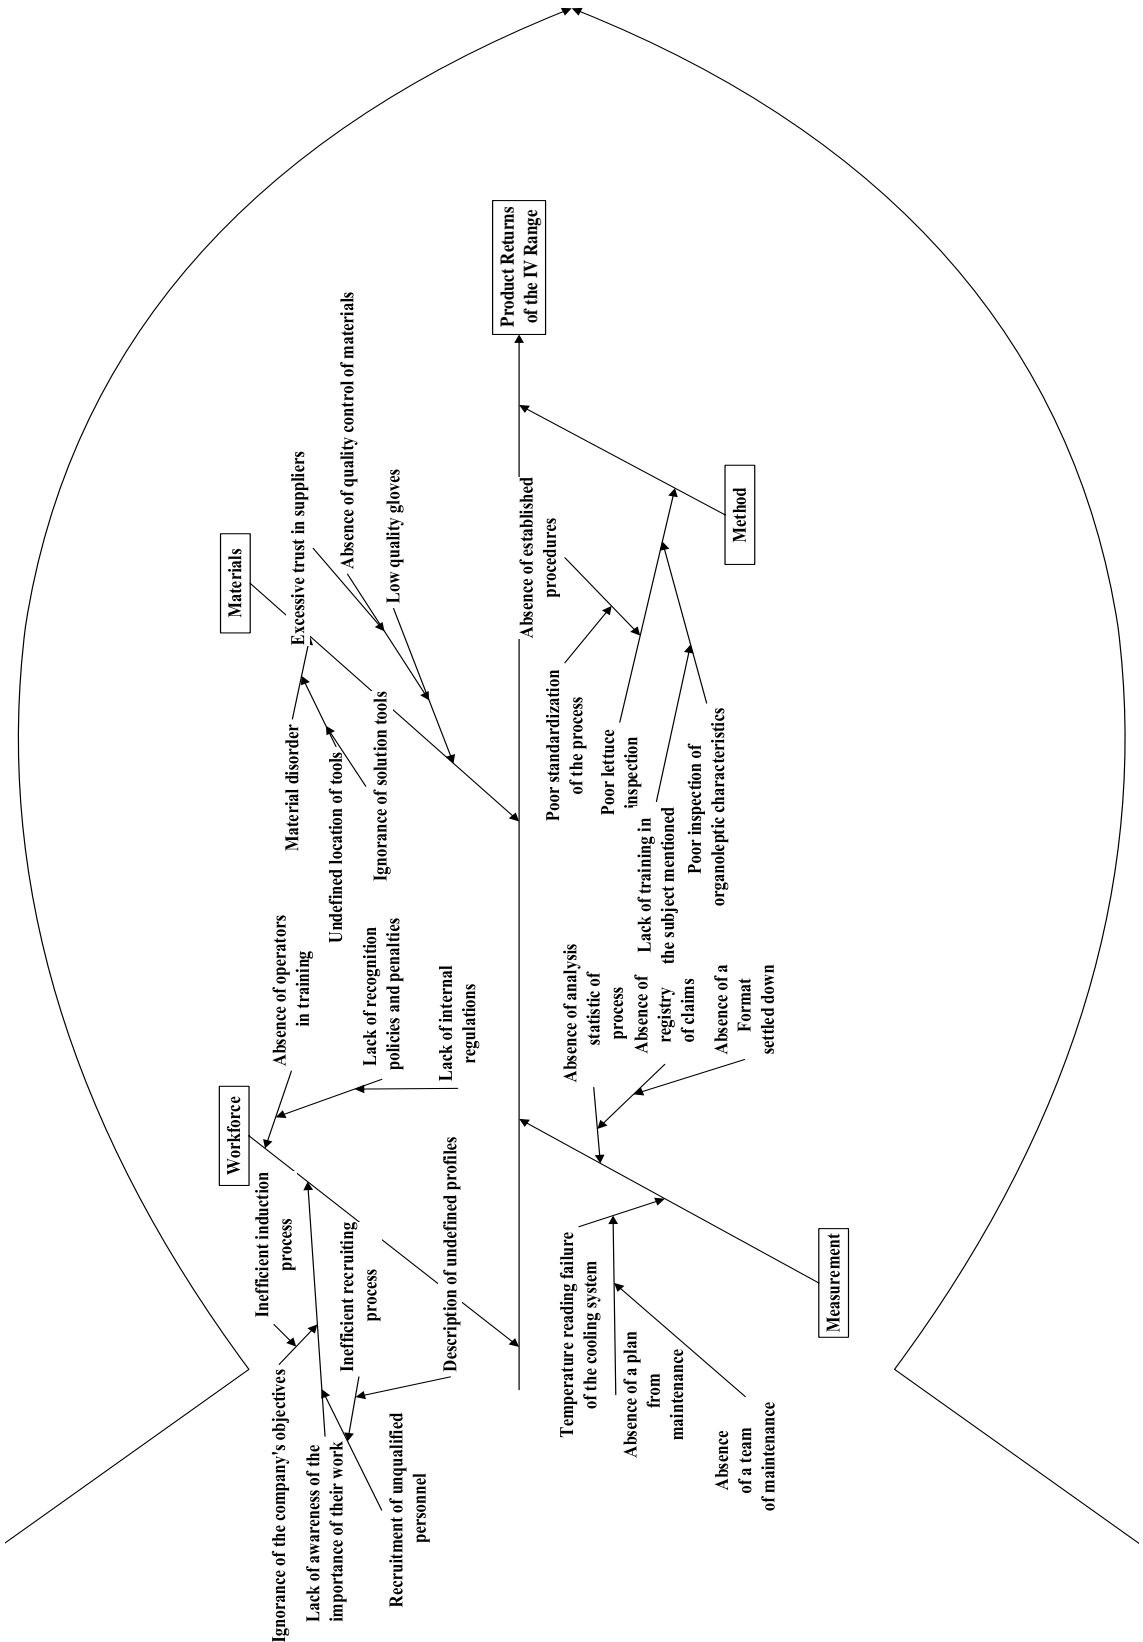 Product Returns
of the IV Range
Materials
Excessive trust in suppliers
Absence of quality control of materials
Low quality gloves
Material disorder
Undefined location of tools
Ignorance of solution tools
Workforce
Absence of operators
in training
Lack of recognition
policies and penalties
Lack of internal
regulations
Inefficient induction
process
Ignorance of the company's objectives
Lack of awareness of the
importance of their work
Inefficient recruiting
process
Recruitment of unqualified
personnel
Description of undefined profiles
Method
Absence of established
procedures
Poor standardization
of the process
Poor lettuce
inspection
Lack of training in
the subject mentioned
Poor inspection of
organoleptic characteristics
Measurement
Absence of analysis
statistic of
process
Absence of
registry
of claims
Absence of a
Format
settled down
Temperature reading failure
of the cooling system
Absence of a plan
from
maintenance
Absence
of a team
of maintenance